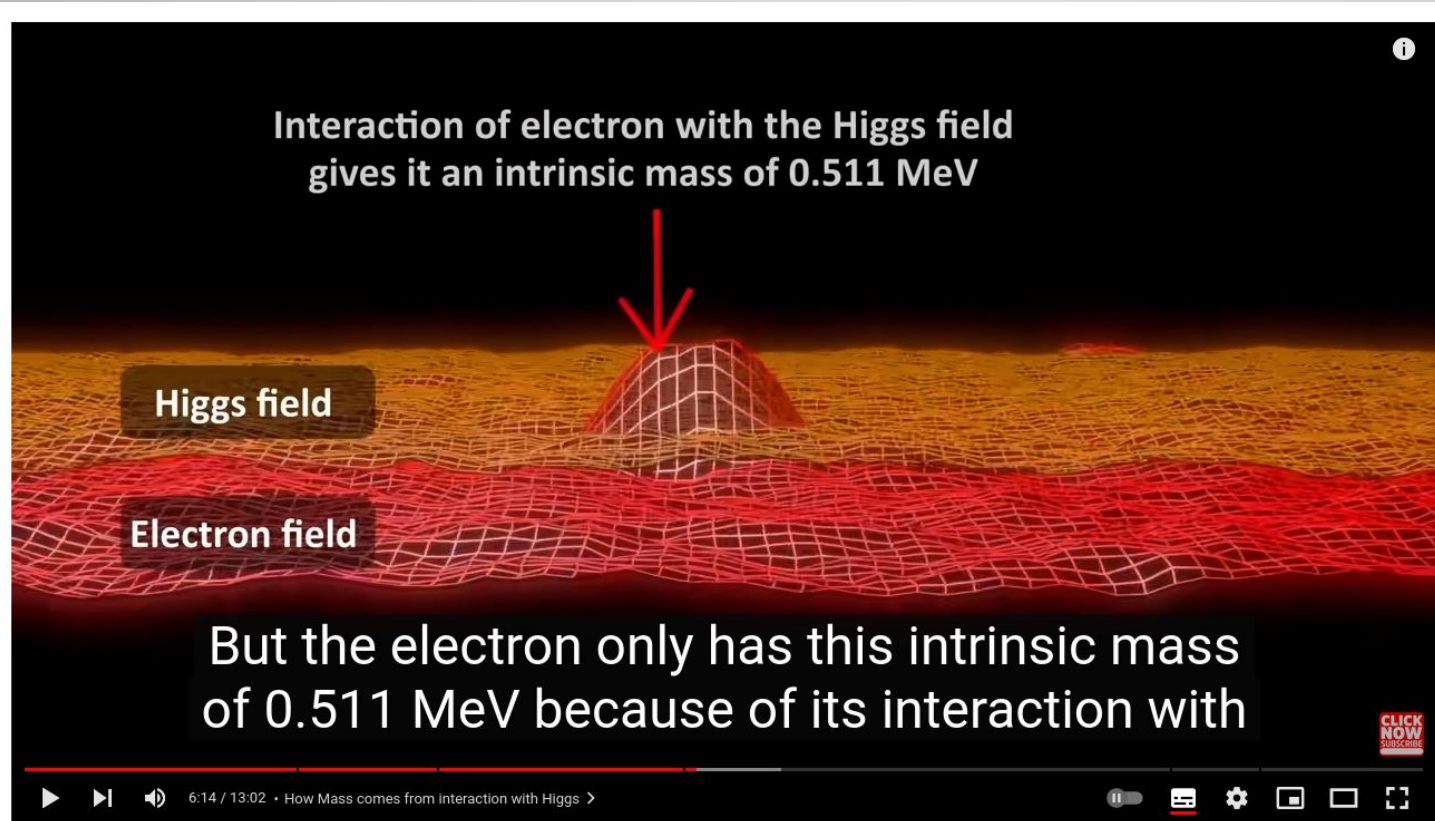 Interaction of electron with the Higgs field
gives it an intrinsic mass of 0.511 MeV
Higgs field
Electron field
But the electron only has this intrinsic mass
of 0.511 MeV because of its interaction with
CLICK
NOW
SUBSCRIBE
6:14 / 13:02 • How Mass comes from interaction with Higgs